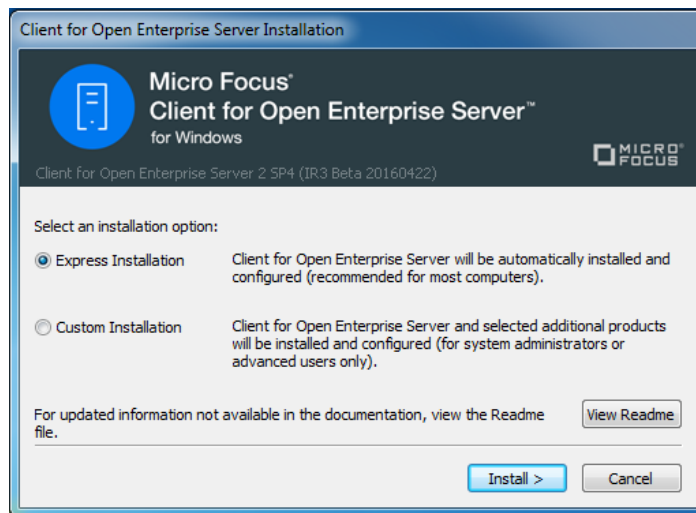 Client for Open Enterprise Server Installation
Micro Focus®
Client for Open Enterprise Server™
for Windows
MICRO®
FOCUS
Client for Open Enterprise Server 2 SP4 (IR3 Beta 20160422)
Select an installation option:
Express Installation
Client for Open Enterprise Server will be automatically installed and
configured (recommended for most computers).
Custom Installation
Client for Open Enterprise Server and selected additional products
will be installed and configured (for system administrators or
advanced users only).
For updated information not available in the documentation, view the Readme
file.
View Readme
Install >
Cancel